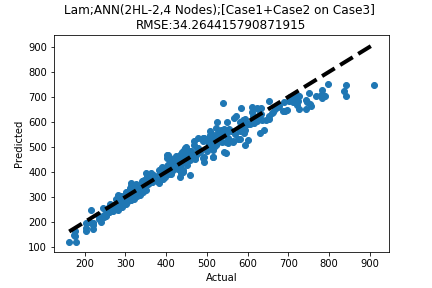 Lam;ANN(2HL-2,4 Nodes);[Case1+Case2 on Case3]
RMSE:34.264415790871915
900
800
700
600
500
400
300
200
100
Predicted
200 300 400 500 600 700 800 900
Actual